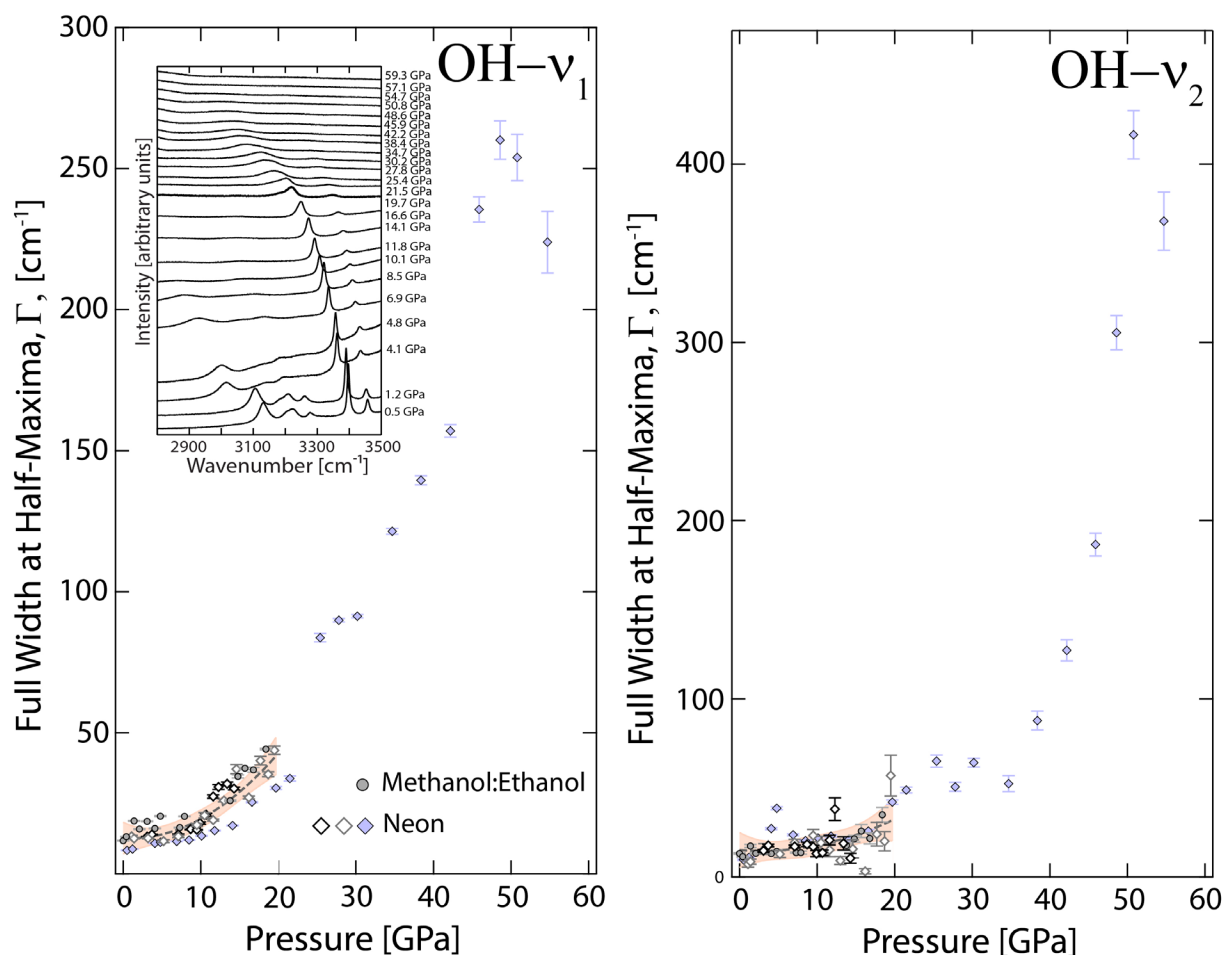 OH–ν1
300
250
200
150
100
50
0
10
20
30
40
50
60
Full Width at Half-Maxima, Γ, [cm-1]
Pressure [GPa]
59.3 GPa
57.1 GPa
54.7 GPa
50.8 GPa
48.6 GPa
45.9 GPa
42.2 GPa
38.4 GPa
34.7 GPa
30.2 GPa
27.8 GPa
25.4 GPa
21.5 GPa
19.7 GPa
16.6 GPa
14.1 GPa
11.8 GPa
10.1 GPa
8.5 GPa
6.9 GPa
4.8 GPa
4.1 GPa
1.2 GPa
0.5 GPa
Intensity [arbitrary units]
2900 3100 3300 3500
Wavenumber [cm-1]
Methanol:Ethanol
Neon
OH–ν2
400
300
200
100
0
0 10 20 30 40 50 60
Full Width at Half-Maxima, Γ, [cm-1]
Pressure [GPa]